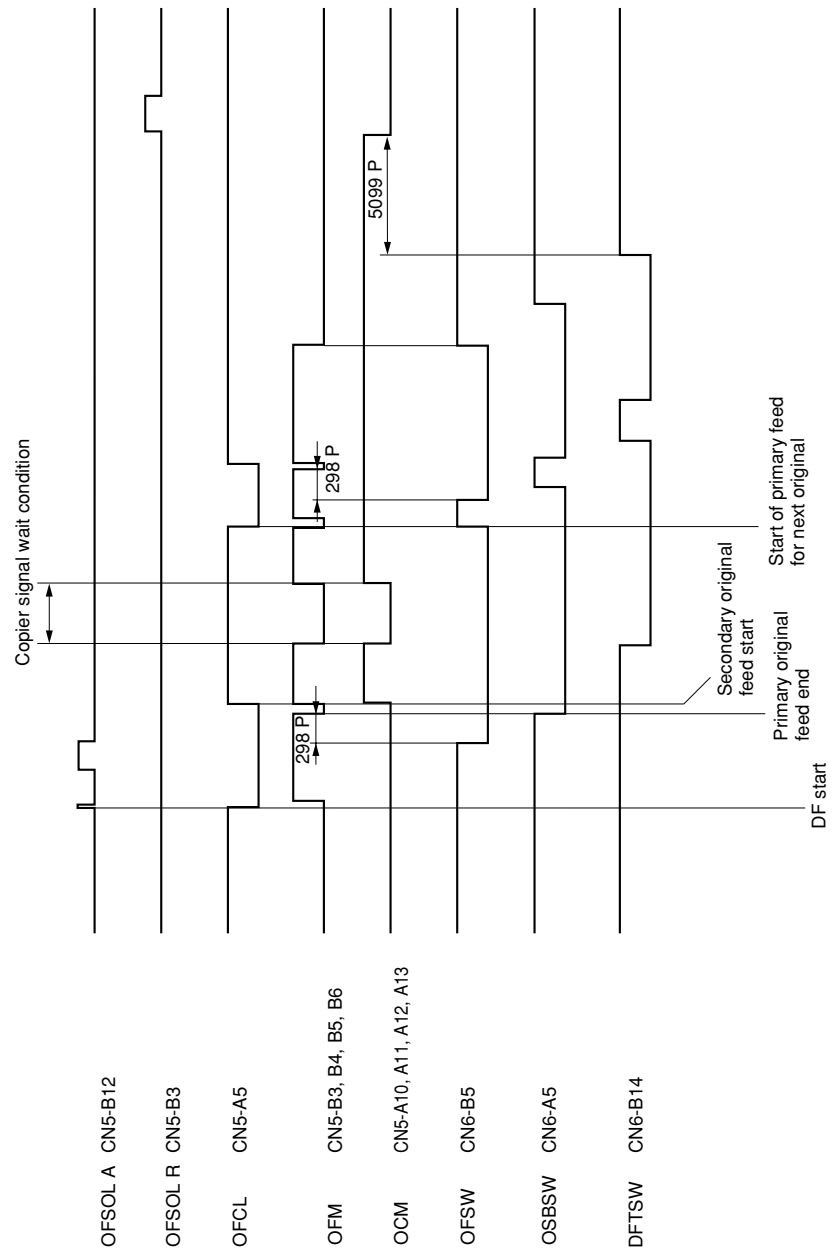 Copier signal wait condition
5099 P
298 P
298 P
Start of primary feed
for next original
Secondary original
feed start
Primary original
feed end
DF start
OFSOL A CN5-B12
OFSOL R CN5-B3
OFCL CN5-A5
OFM CN5-B3, B4, B5, B6
OCM CN5-A10, A11, A12, A13
OFSW CN6-B5
OSBSW CN6-A5
DFTSW CN6-B14